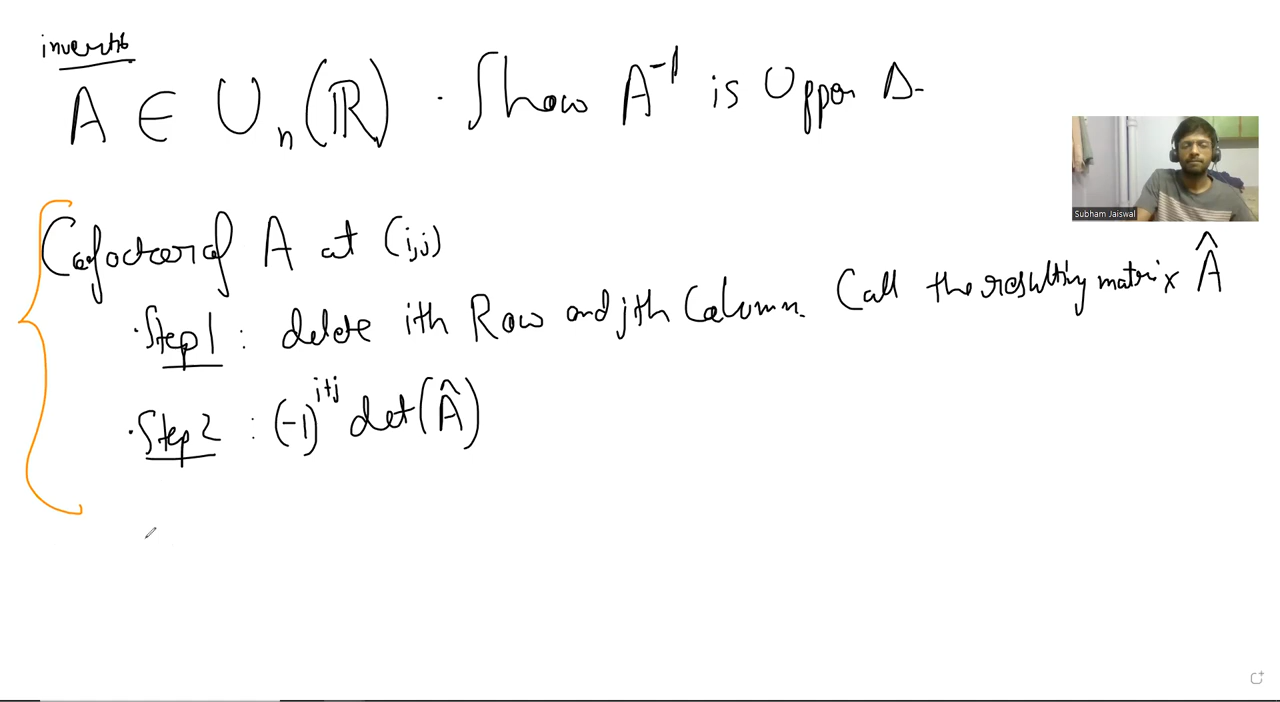 invertib
A ∈ U_n(ℝ) · Show A^-1 is Upper Δ.
Cofactor of A at (i,j)
· Step 1 : delete ith Row and jth Column. Call the resulting matrix Â
· Step 2 : (-1)^{i+j} det(Â)
Subham Jaiswal